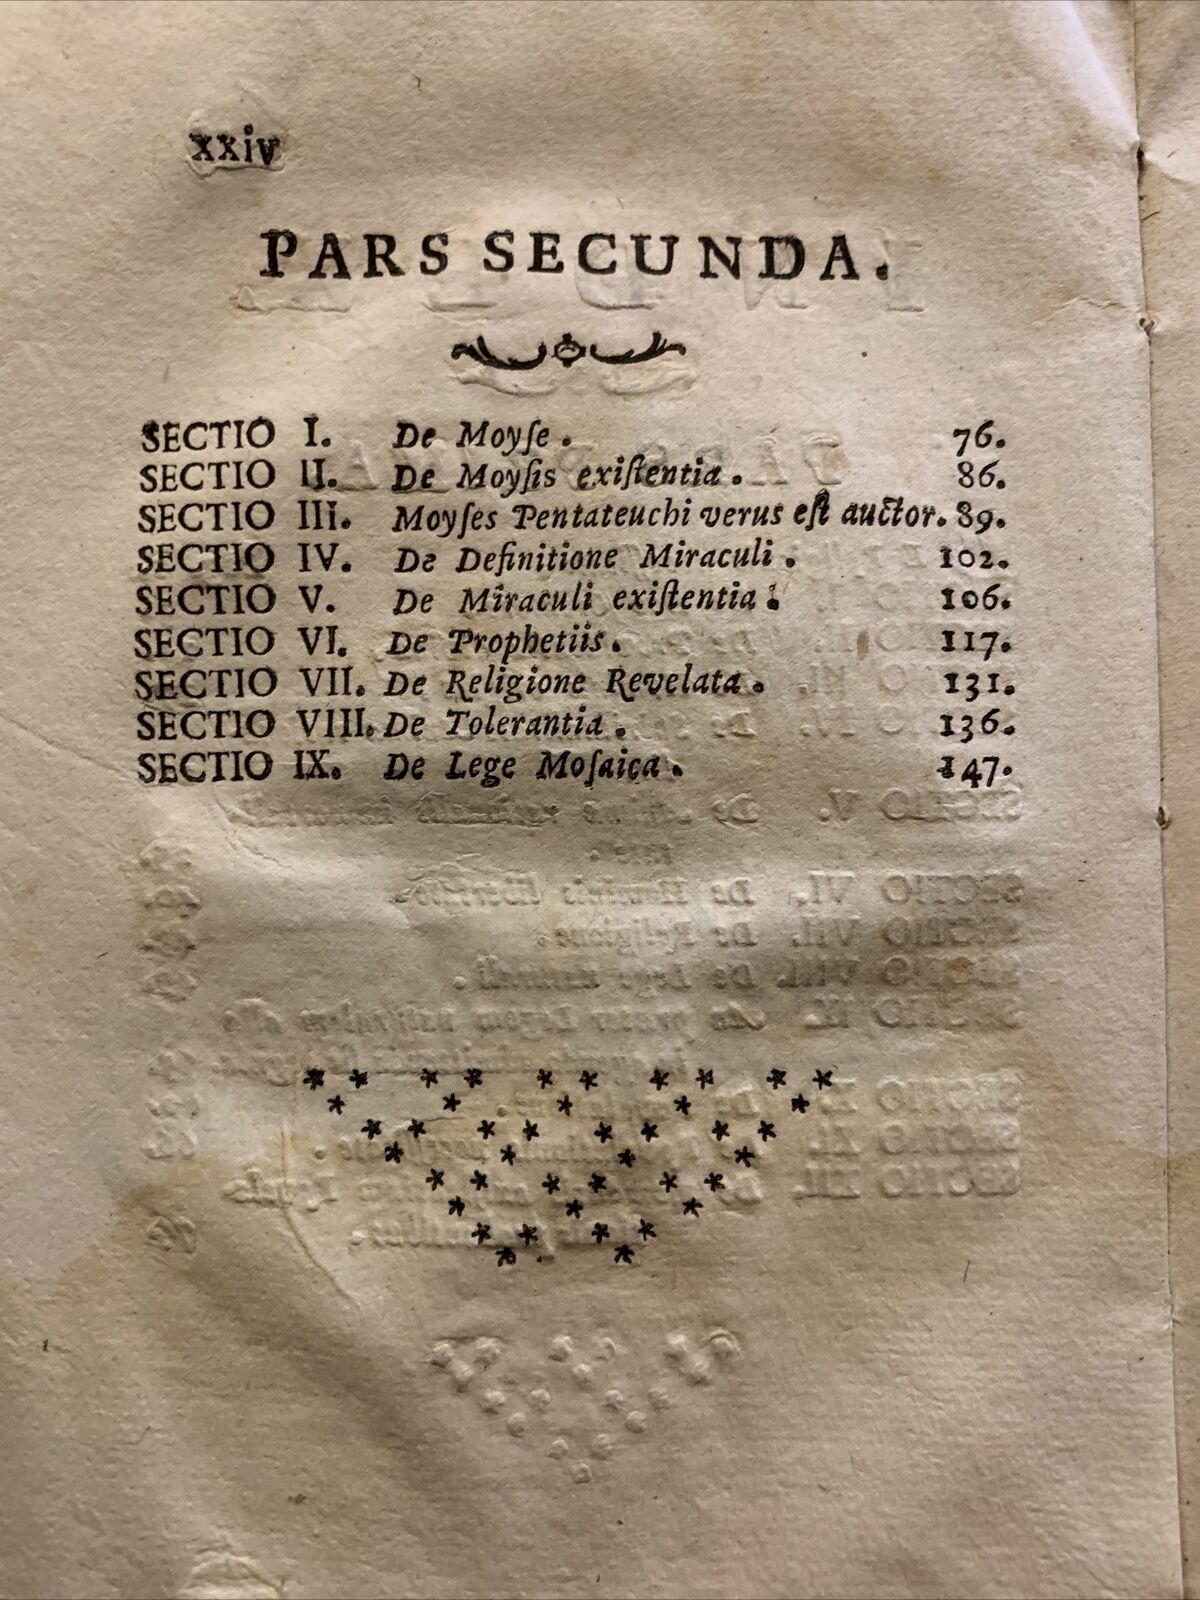 xxiv
PARS SECUNDA.
SECTIO I. De Moyſe. 76.
SECTIO II. De Moyſis exiſtentia. 86.
SECTIO III. Moyſes Pentateuchi verus eſt auctor. 89.
SECTIO IV. De Definitione Miraculi. 102.
SECTIO V. De Miraculi exiſtentia. 106.
SECTIO VI. De Prophetiis. 117.
SECTIO VII. De Religione Revelata. 131.
SECTIO VIII. De Tolerantia. 136.
SECTIO IX. De Lege Moſaica. 147.